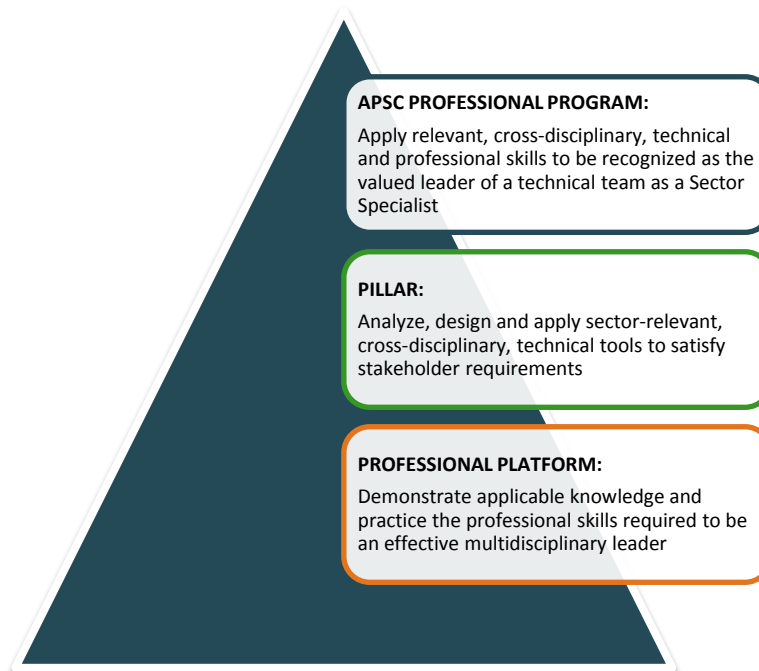 APSC PROFESSIONAL PROGRAM:
Apply relevant, cross-disciplinary, technical
and professional skills to be recognized as the
valued leader of a technical team as a Sector
Specialist
PILLAR:
Analyze, design and apply sector-relevant,
cross-disciplinary, technical tools to satisfy
stakeholder requirements
PROFESSIONAL PLATFORM:
Demonstrate applicable knowledge and
practice the professional skills required to be
an effective multidisciplinary leader